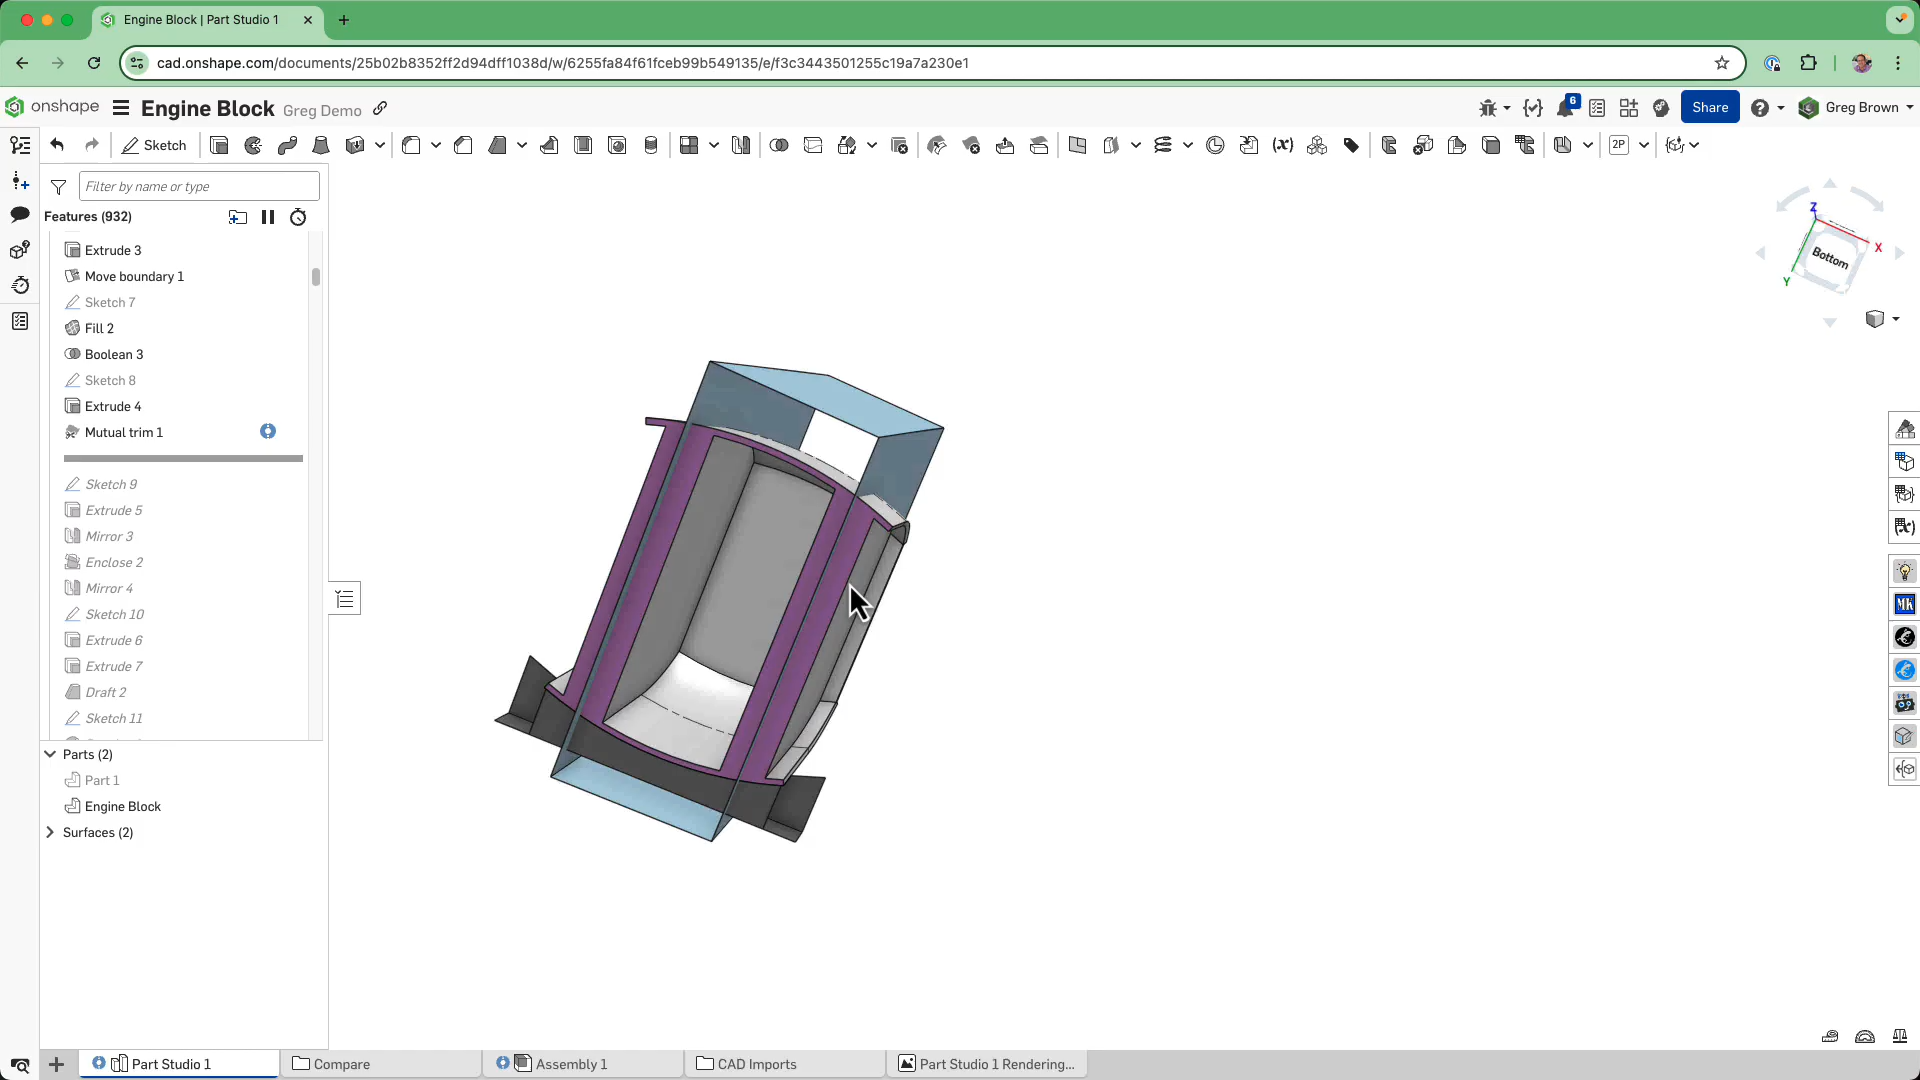 Engine Block | Part Studio 1
cad.onshape.com/documents/25b02b8352ff2d94dff1038d/w/6255fa84f61fceb99b549135/e/f3c3443501255c19a7a230e1
onshape
Engine Block
Greg Demo
6
Share
Greg Brown
Sketch
(x)
2P
Filter by name or type
Features (932)
Extrude 3
Move boundary 1
Sketch 7
Fill 2
Boolean 3
Sketch 8
Extrude 4
Mutual trim 1
Sketch 9
Extrude 5
Mirror 3
Enclose 2
Mirror 4
Sketch 10
Extrude 6
Extrude 7
Draft 2
Sketch 11
Parts (2)
Part 1
Engine Block
Surfaces (2)
Z
X
Bottom
Y
(x)
MK
Part Studio 1
Compare
Assembly 1
CAD Imports
Part Studio 1 Rendering...